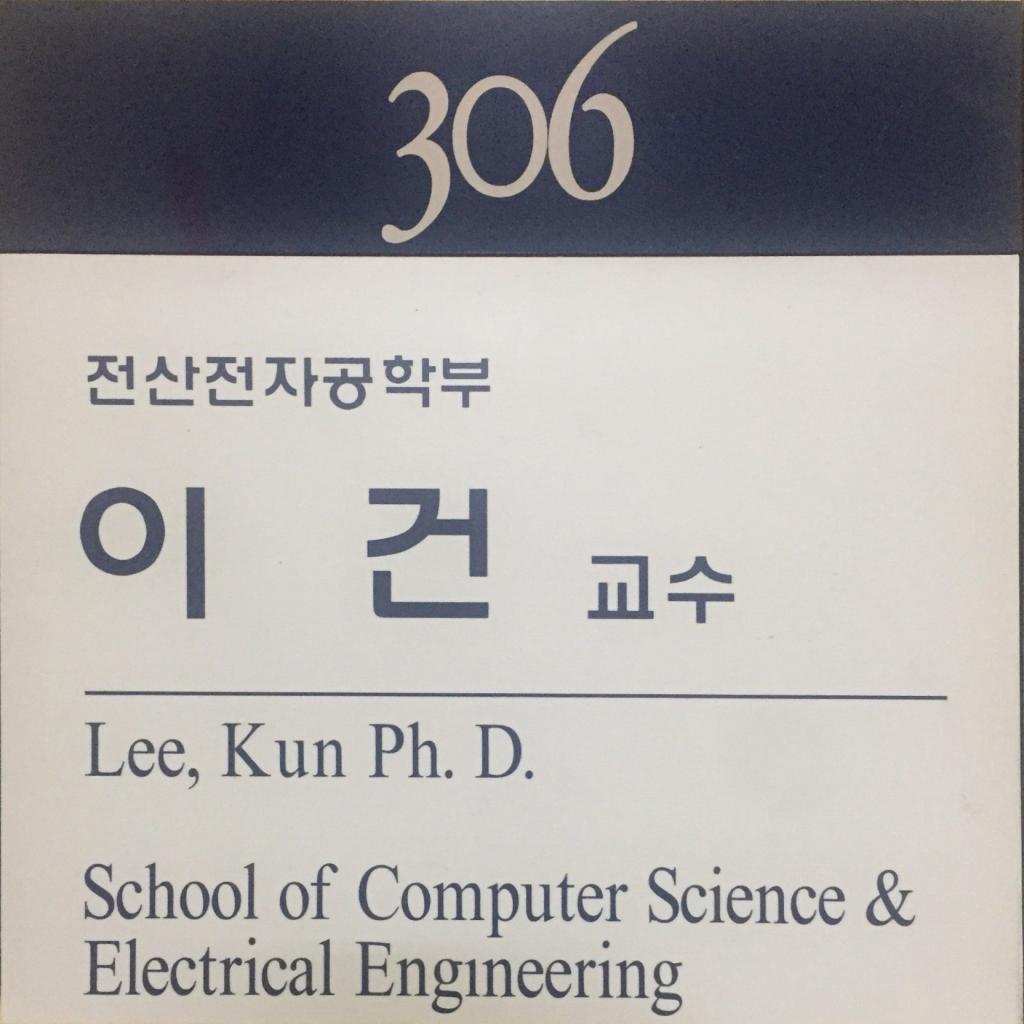 306
전산전자공학부
이 건 교수
Lee, Kun Ph. D.
School of Computer Science &
Electrical Engineering